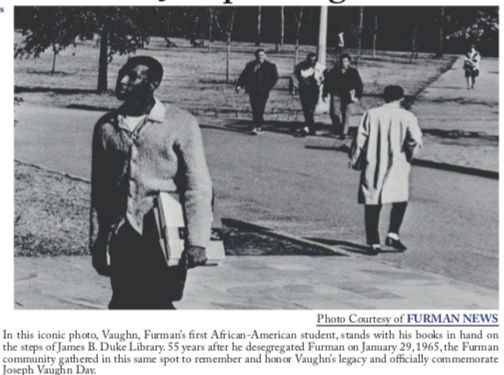 s
Photo Courtesy of FURMAN NEWS
In this iconic photo, Vaughn, Furman's first African-American student, stands with his books in hand on
the steps of James B. Duke Library. 55 years after he desegregated Furman on January 29, 1965, the Furman
community gathered in this same spot to remember and honor Vaughn's legacy and officially commemorate
Joseph Vaughn Day.